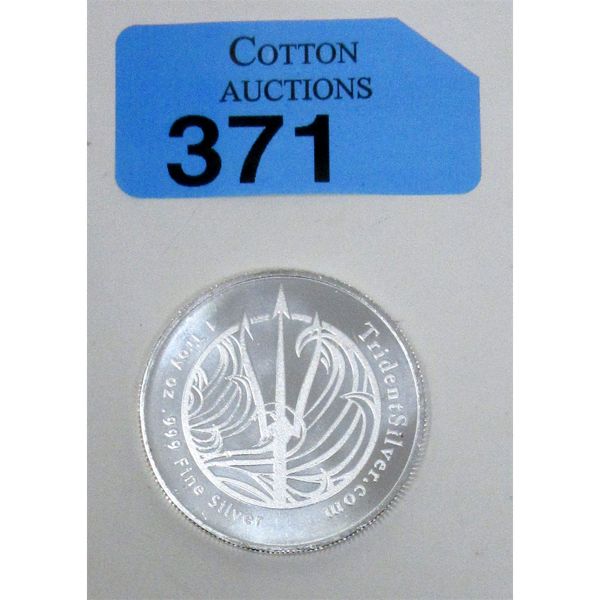 COTTON
AUCTIONS
371
TridentSilver.com
1 Troy oz .999 Fine Silver